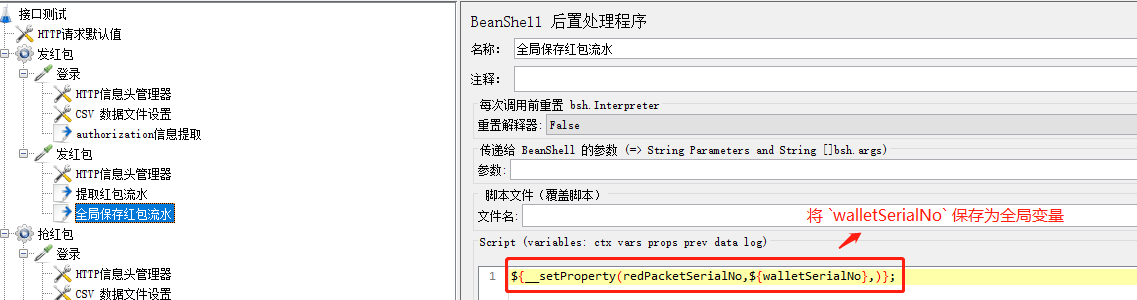 接口测试
HTTP请求默认值
发红包
登录
HTTP信息头管理器
CSV 数据文件设置
authorization信息提取
发红包
HTTP信息头管理器
提取红包流水
全局保存红包流水
抢红包
登录
HTTP信息头管理器
CSV 数据文件设置
BeanShell 后置处理程序
名称： 全局保存红包流水
注释：
每次调用前重置 bsh.Interpreter
重置解释器： False
传递给 BeanShell 的参数 (=> String Parameters and String []bsh.args)
参数：
脚本文件（覆盖脚本）
文件名：
将 `walletSerialNo` 保存为全局变量
Script (variables: ctx vars props prev data log)
1 ${__setProperty(redPacketSerialNo,${walletSerialNo},)};